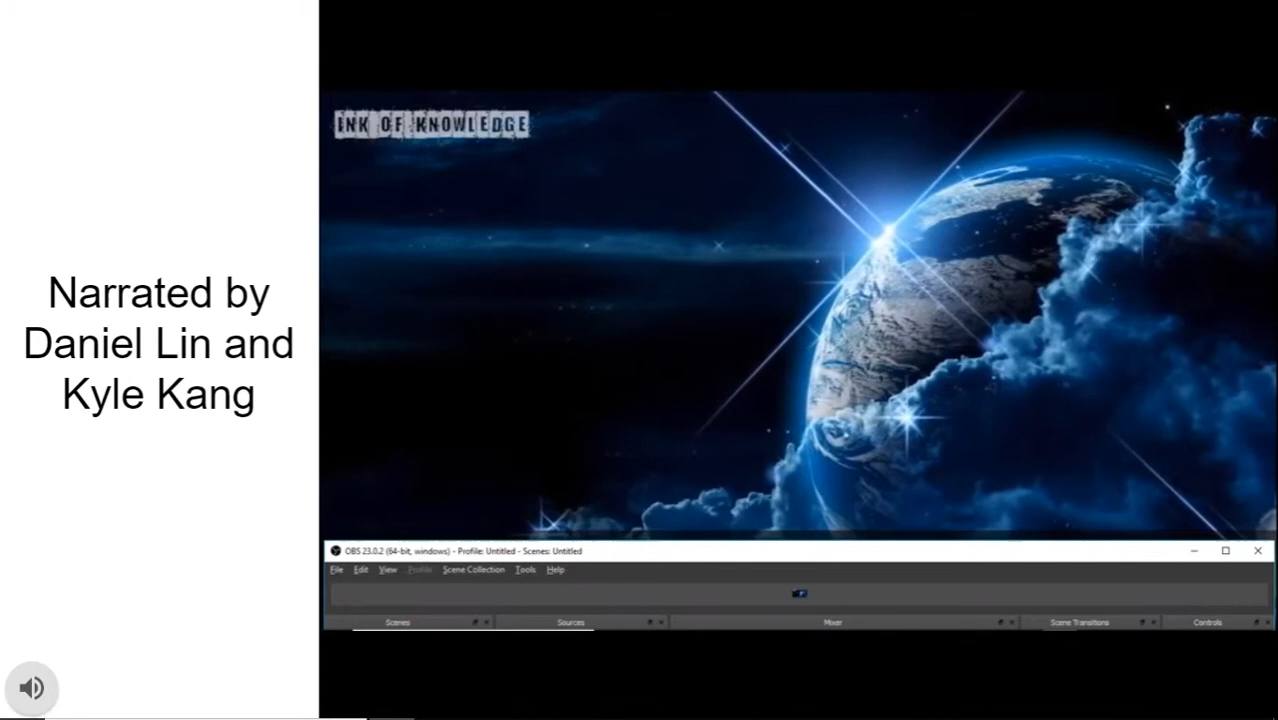 Narrated by
Daniel Lin and
Kyle Kang
INK OF KNOWLEDGE
OBS 23.0.2 (64-bit, windows) - Profile: Untitled - Scenes: Untitled
File Edit View Profile Scene Collection Tools Help
Scenes Sources Mixer Scene Transitions Controls